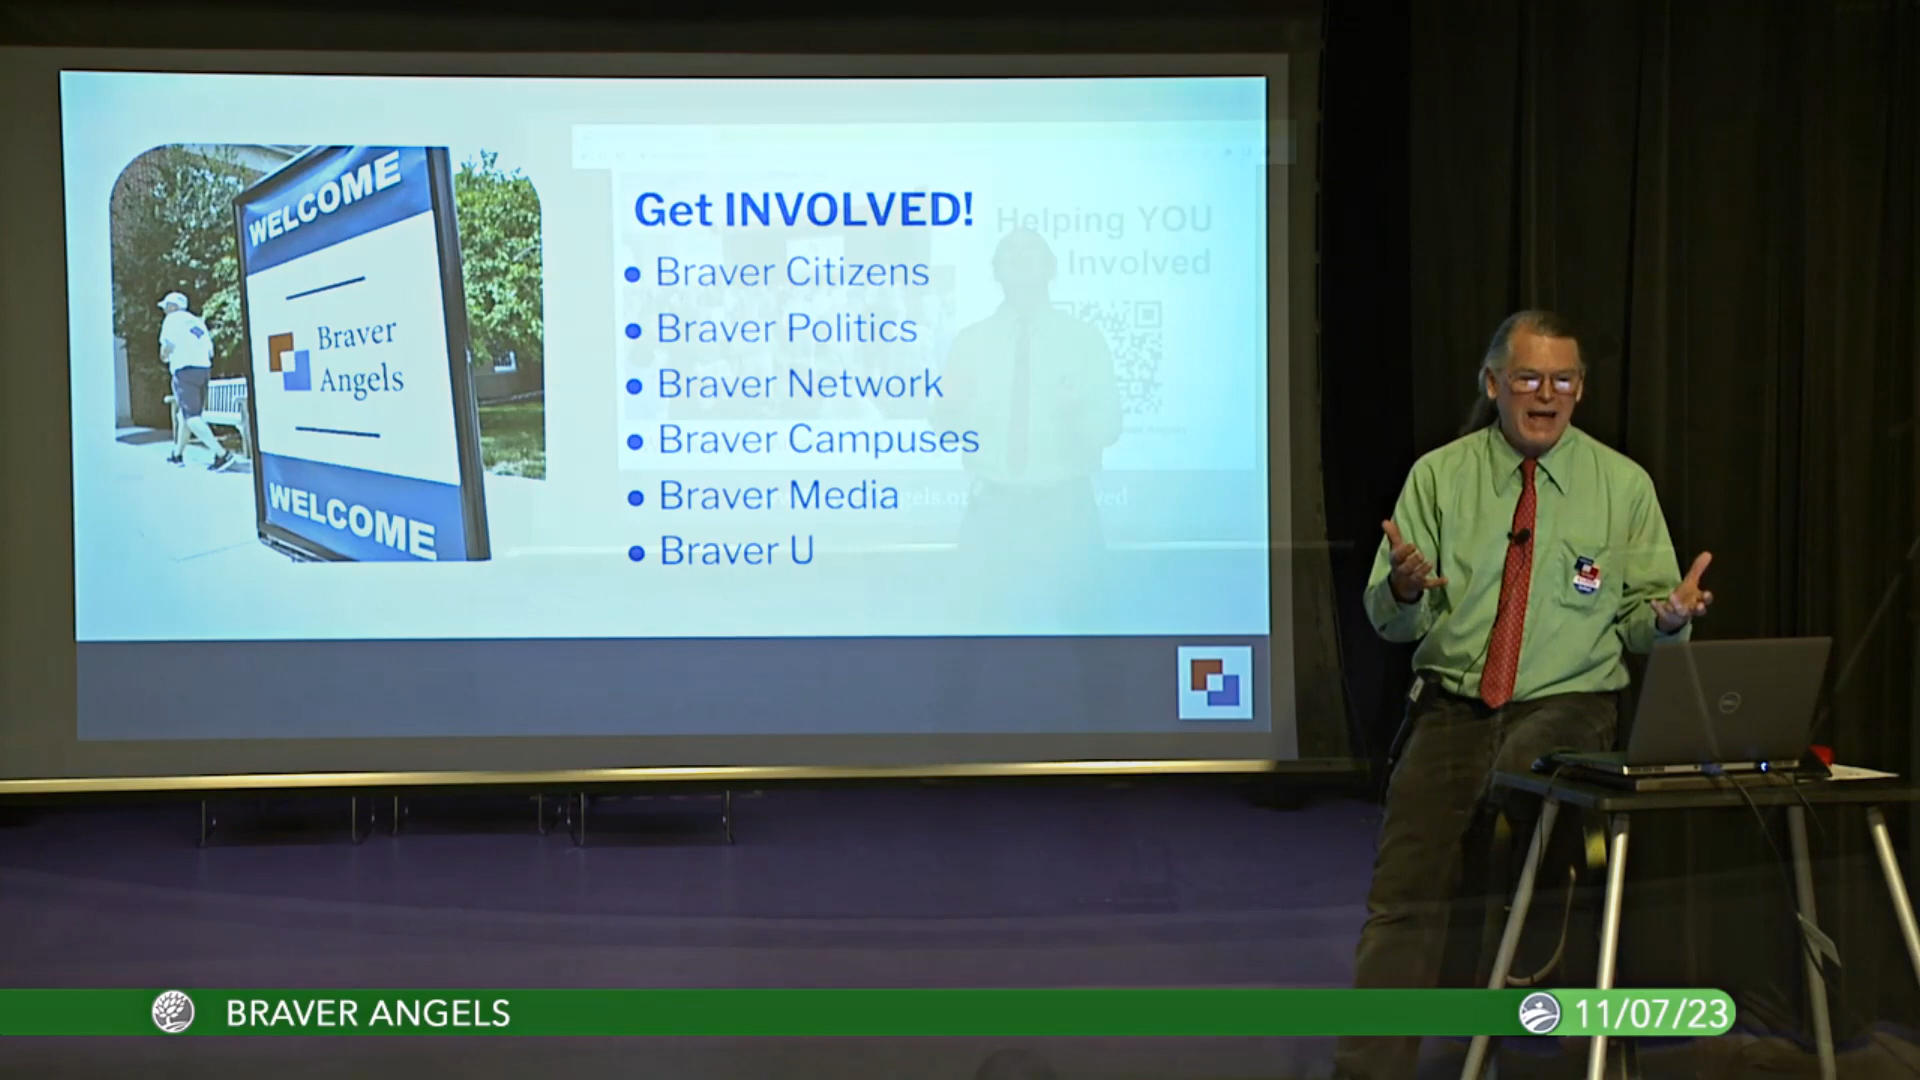 WELCOME
Braver
Angels
WELCOME
Get INVOLVED!
• Braver Citizens
• Braver Politics
• Braver Network
• Braver Campuses
• Braver Media
• Braver U
Helping YOU
Involved
BRAVER ANGELS
11/07/23